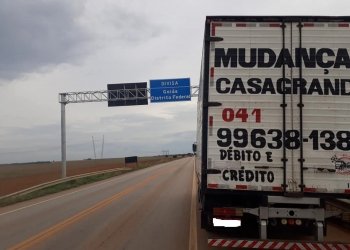 DIVISA
Goiás
Distrito Federal
MUDANÇA
CASAGRAND
041
99638-138
DÉBITO E
CRÉDITO